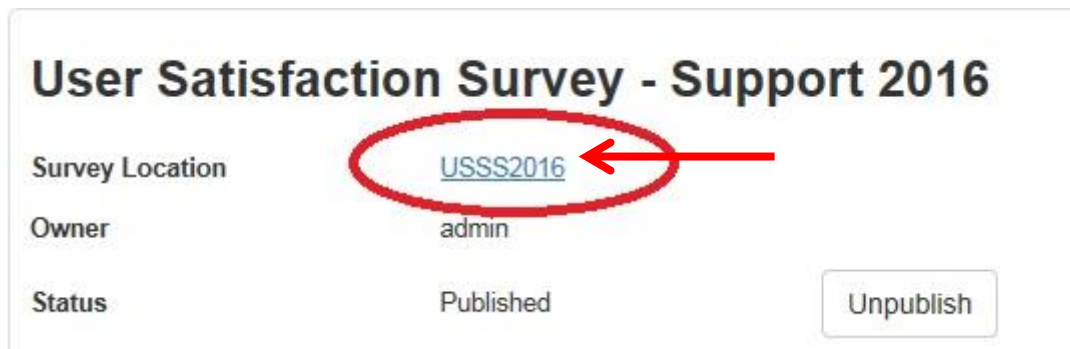 User Satisfaction Survey - Support 2016
Survey Location USSS2016
Owner admin
Status Published Unpublish